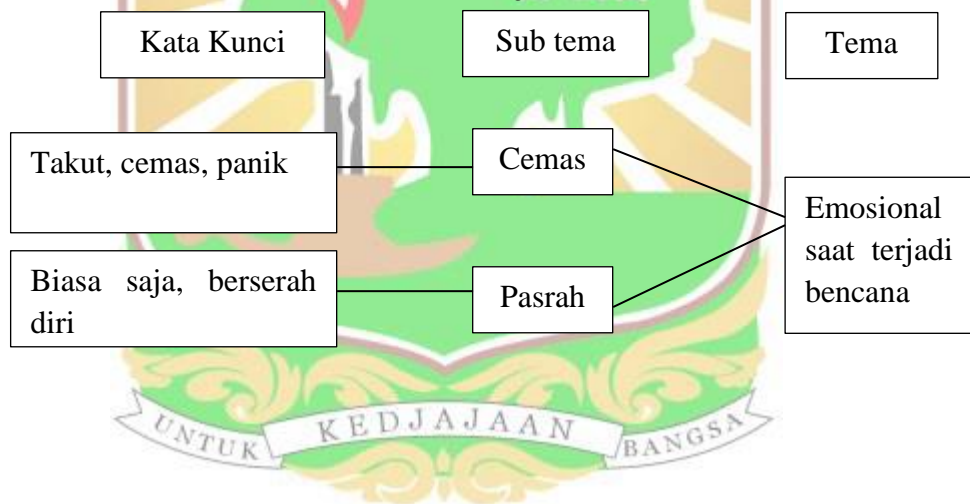 Kata Kunci
Sub tema
Tema
Takut, cemas, panik
Cemas
Biasa saja, berserah
diri
Pasrah
Emosional
saat terjadi
bencana
UNTUK KEDJAJAAN BANGSA